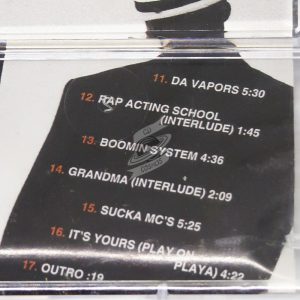 11. DA VAPORS 5:30
12. RAP ACTING SCHOOL
(INTERLUDE) 1:45
13. BOOMIN SYSTEM 4:36
14. GRANDMA (INTERLUDE) 2:09
15. SUCKA MC'S 5:25
16. IT'S YOURS (PLAY ON
PLAYA) 4:22
17. OUTRO :19